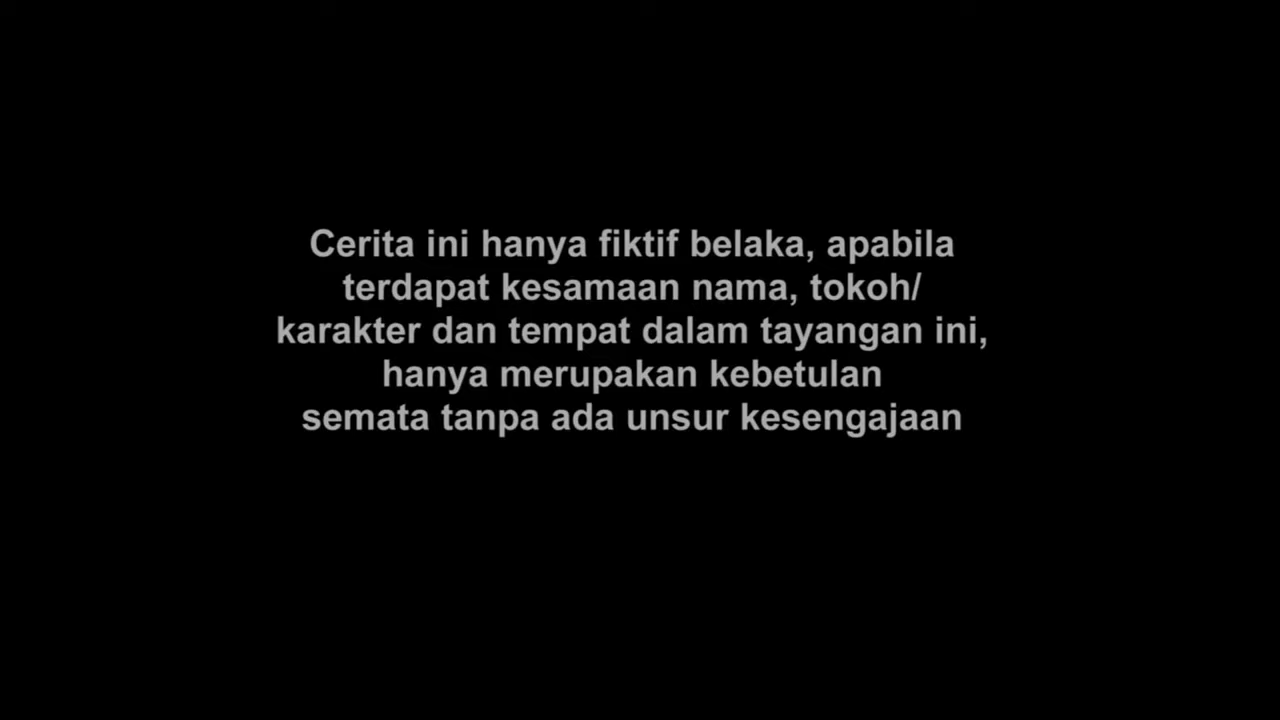 Cerita ini hanya fiktif belaka, apabila
terdapat kesamaan nama, tokoh/
karakter dan tempat dalam tayangan ini,
hanya merupakan kebetulan
semata tanpa ada unsur kesengajaan